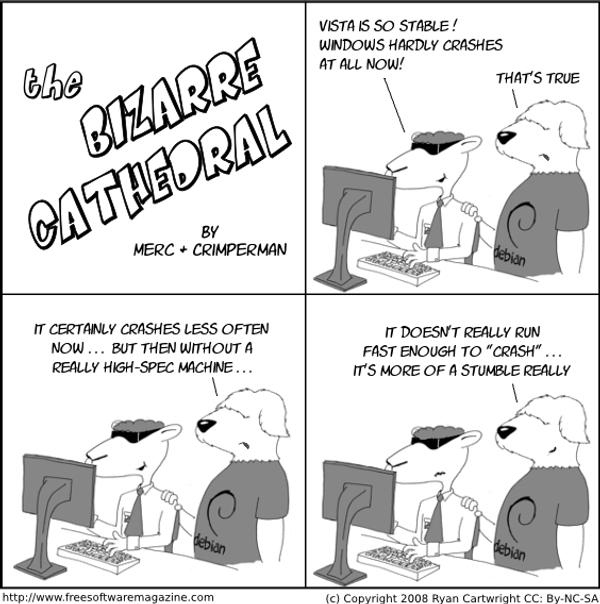 the
BIZARRE
CATHEDRAL
BY
MERC + CRIMPERMAN
VISTA IS SO STABLE!
WINDOWS HARDLY CRASHES
AT ALL NOW!
THAT'S TRUE
debian
IT CERTAINLY CRASHES LESS OFTEN
NOW ... BUT THEN WITHOUT A
REALLY HIGH-SPEC MACHINE ...
debian
IT DOESN'T REALLY RUN
FAST ENOUGH TO "CRASH" ...
IT'S MORE OF A STUMBLE REALLY
debian
http://www.freesoftwaremagazine.com
(c) Copyright 2008 Ryan Cartwright CC: By-NC-SA